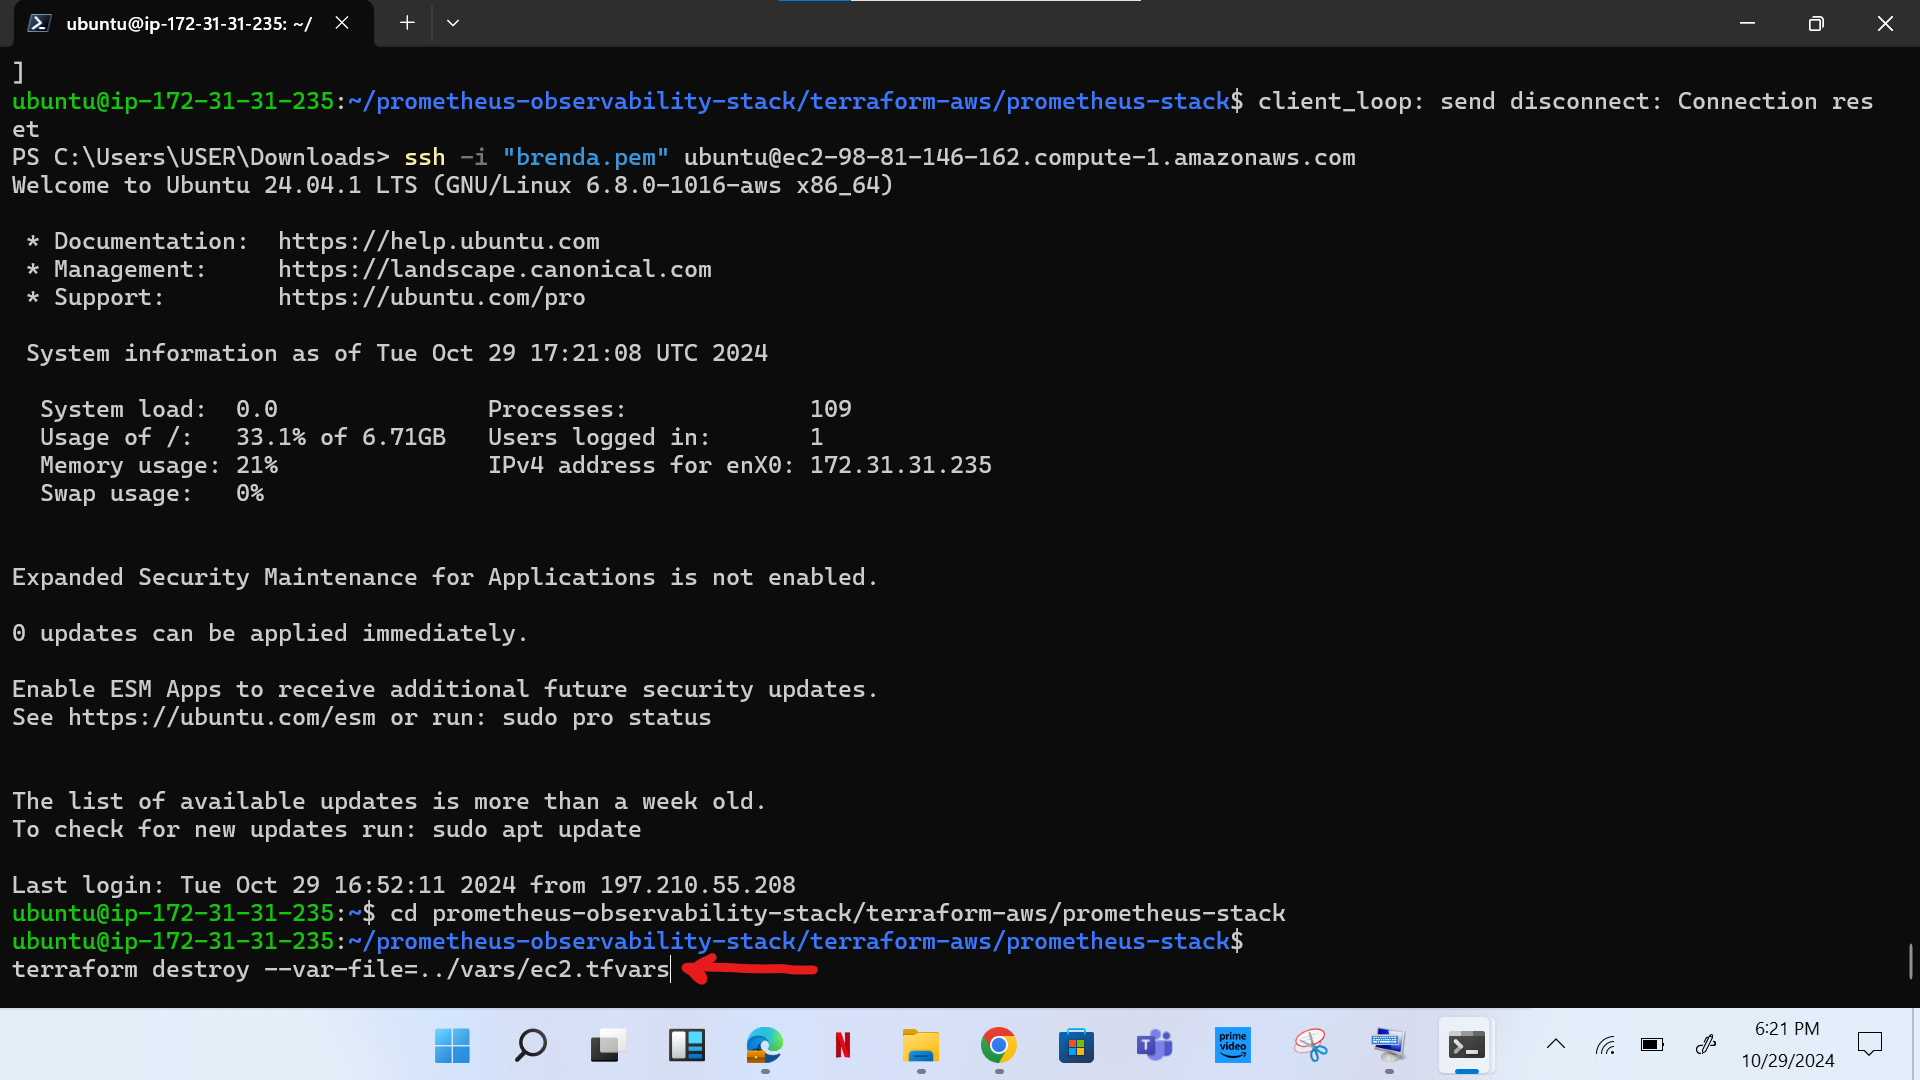 ubuntu@ip-172-31-31-235: ~/
]
ubuntu@ip-172-31-31-235:~/prometheus-observability-stack/terraform-aws/prometheus-stack$ client_loop: send disconnect: Connection res
et
PS C:\Users\USER\Downloads> ssh -i "brenda.pem" ubuntu@ec2-98-81-146-162.compute-1.amazonaws.com
Welcome to Ubuntu 24.04.1 LTS (GNU/Linux 6.8.0-1016-aws x86_64)
* Documentation:  https://help.ubuntu.com
* Management:     https://landscape.canonical.com
* Support:        https://ubuntu.com/pro
System information as of Tue Oct 29 17:21:08 UTC 2024
System load:  0.0               Processes:             109
Usage of /:   33.1% of 6.71GB   Users logged in:       1
Memory usage: 21%               IPv4 address for enX0: 172.31.31.235
Swap usage:   0%
Expanded Security Maintenance for Applications is not enabled.
0 updates can be applied immediately.
Enable ESM Apps to receive additional future security updates.
See https://ubuntu.com/esm or run: sudo pro status
The list of available updates is more than a week old.
To check for new updates run: sudo apt update
Last login: Tue Oct 29 16:52:11 2024 from 197.210.55.208
ubuntu@ip-172-31-31-235:~$ cd prometheus-observability-stack/terraform-aws/prometheus-stack
ubuntu@ip-172-31-31-235:~/prometheus-observability-stack/terraform-aws/prometheus-stack$
terraform destroy --var-file=../vars/ec2.tfvars
N
T
prime
video
6:21 PM
10/29/2024